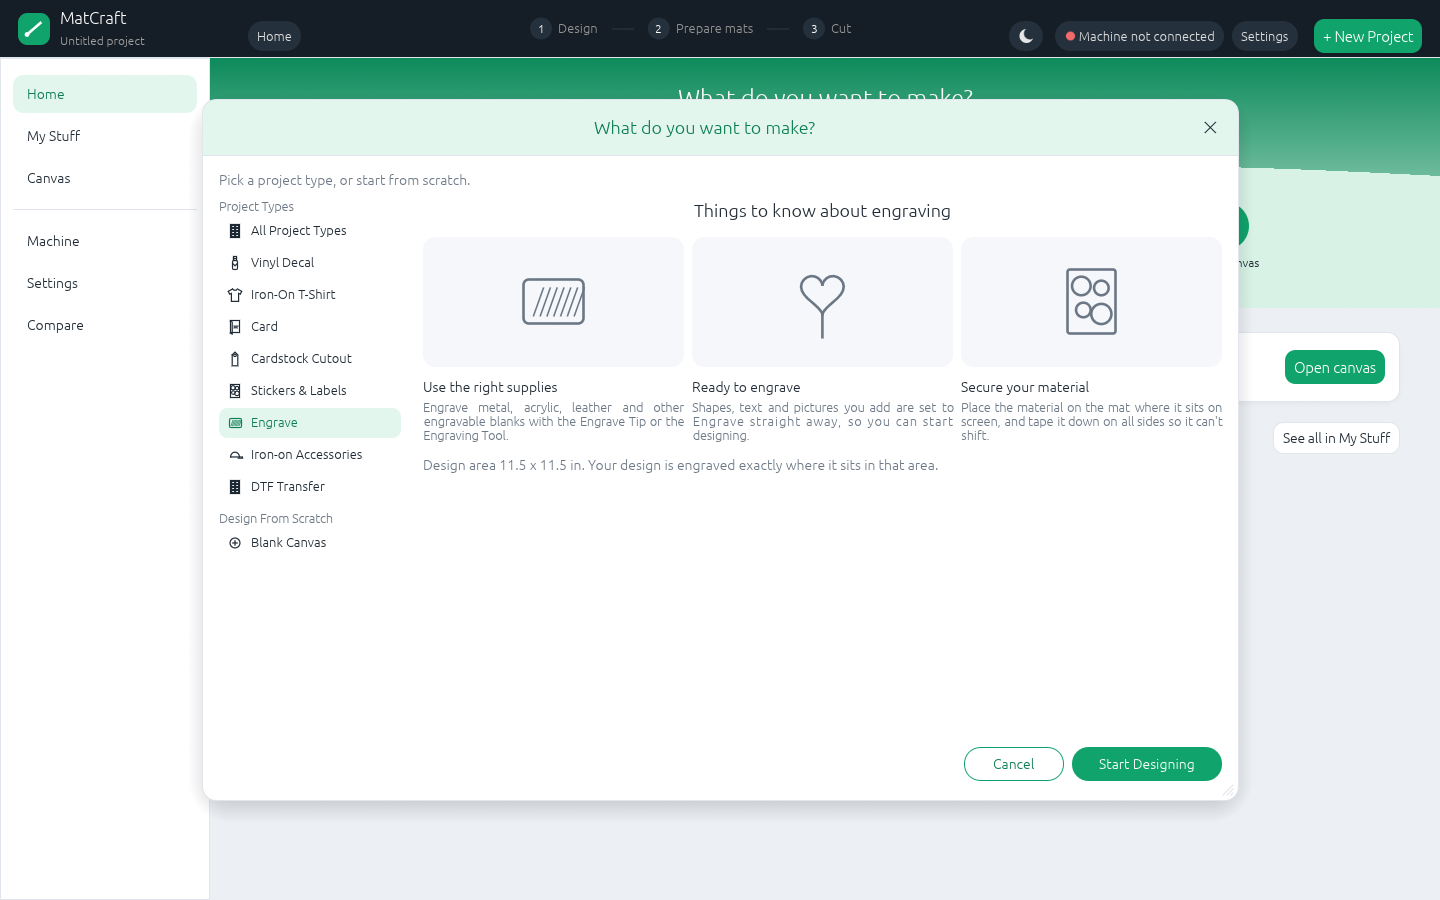 MatCraft
Untitled project
Home
1 Design
2 Prepare mats
3 Cut
Machine not connected
Settings
+ New Project
Home
My Stuff
Canvas
Machine
Settings
Compare
What do you want to make?
What do you want to make?
Pick a project type, or start from scratch.
Project Types
All Project Types
Vinyl Decal
Iron-On T-Shirt
Card
Cardstock Cutout
Stickers & Labels
Engrave
Iron-on Accessories
DTF Transfer
Design From Scratch
Blank Canvas
Things to know about engraving
Use the right supplies
Engrave metal, acrylic, leather and other
engravable blanks with the Engrave Tip or the
Engraving Tool.
Ready to engrave
Shapes, text and pictures you add are set to
Engrave straight away, so you can start
designing.
Secure your material
Place the material on the mat where it sits on
screen, and tape it down on all sides so it can't
shift.
Design area 11.5 x 11.5 in. Your design is engraved exactly where it sits in that area.
Cancel
Start Designing
Open canvas
See all in My Stuff